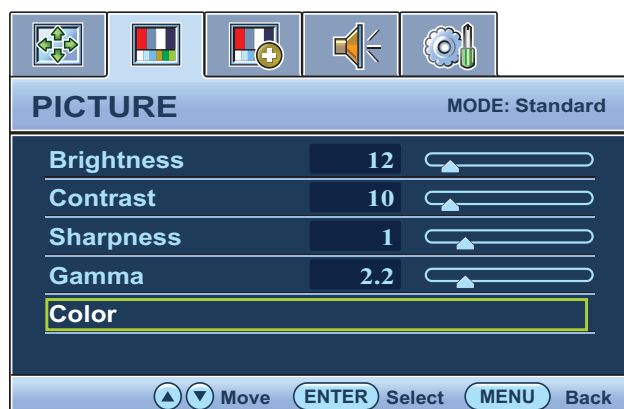 PICTURE MODE: Standard
Brightness 12
Contrast 10
Sharpness 1
Gamma 2.2
Color
Move ENTER Select MENU Back